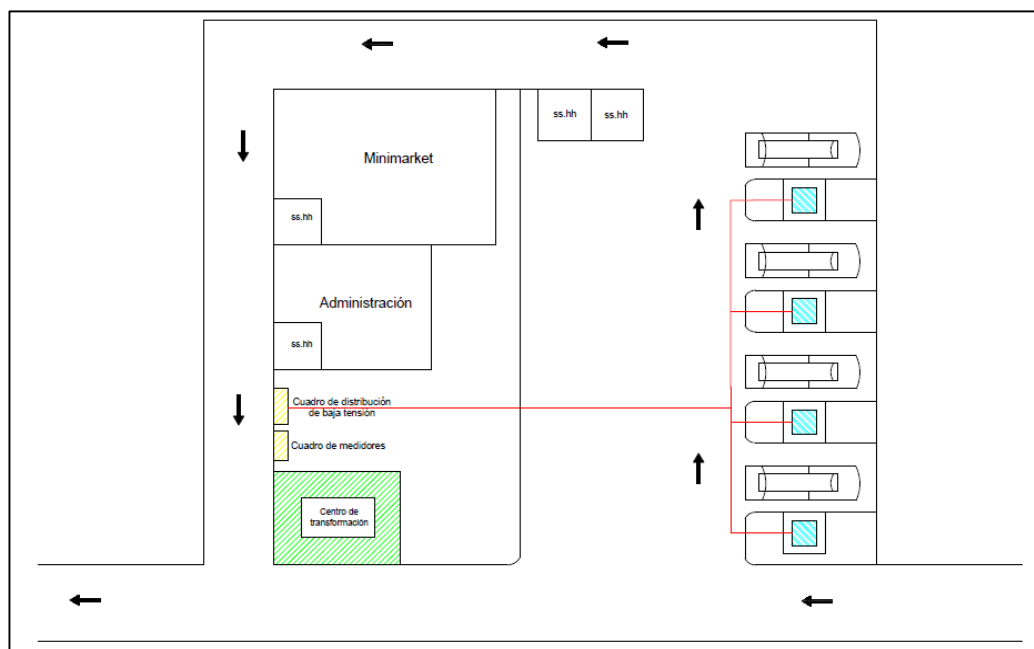 ss.hh
ss.hh
Minimarket
ss.hh
Administración
ss.hh
Cuadro de distribución
de baja tensión
Cuadro de medidores
Centro de
transformación